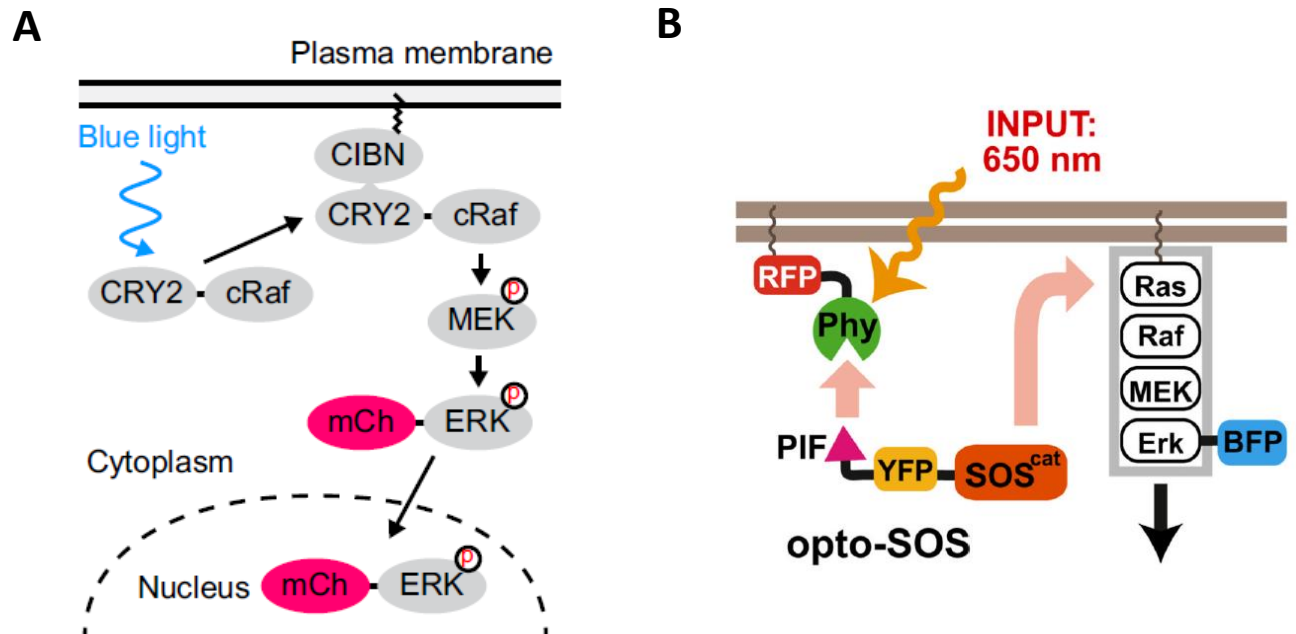 A
Plasma membrane
Blue light
CIBN
CRY2
cRaf
CRY2
cRaf
p
MEK
p
mCh
ERK
Cytoplasm
p
Nucleus
mCh
ERK
B
INPUT:
650 nm
RFP
Phy
PIF
YFP
SOScat
opto-SOS
Ras
Raf
MEK
Erk
BFP